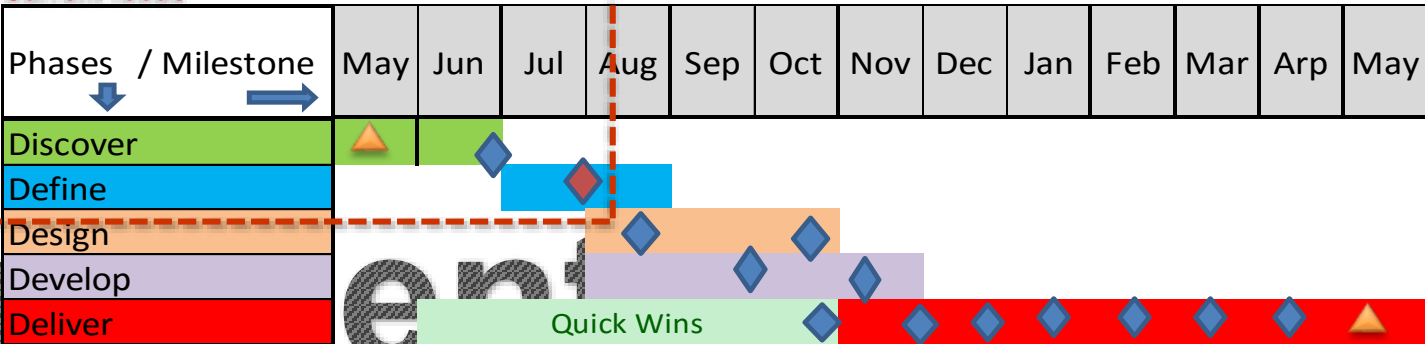 Phases / Milestone May Jun Jul Aug Sep Oct Nov Dec Jan Feb Mar Arp May
Discover
Define
Design
Develop
Deliver Quick Wins